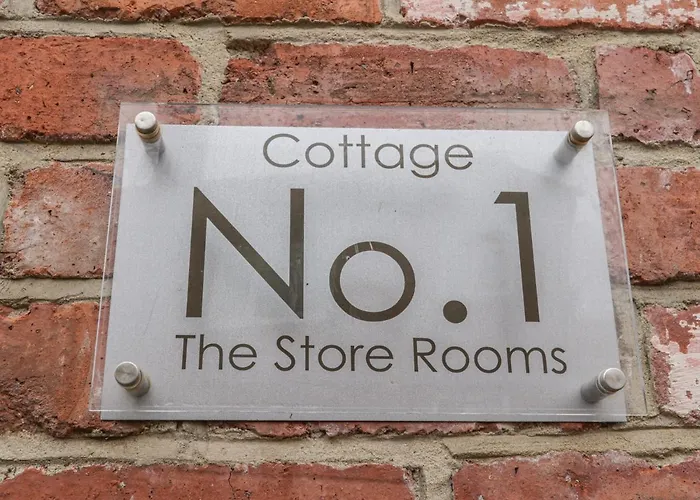 Cottage
No.1
The Store Rooms